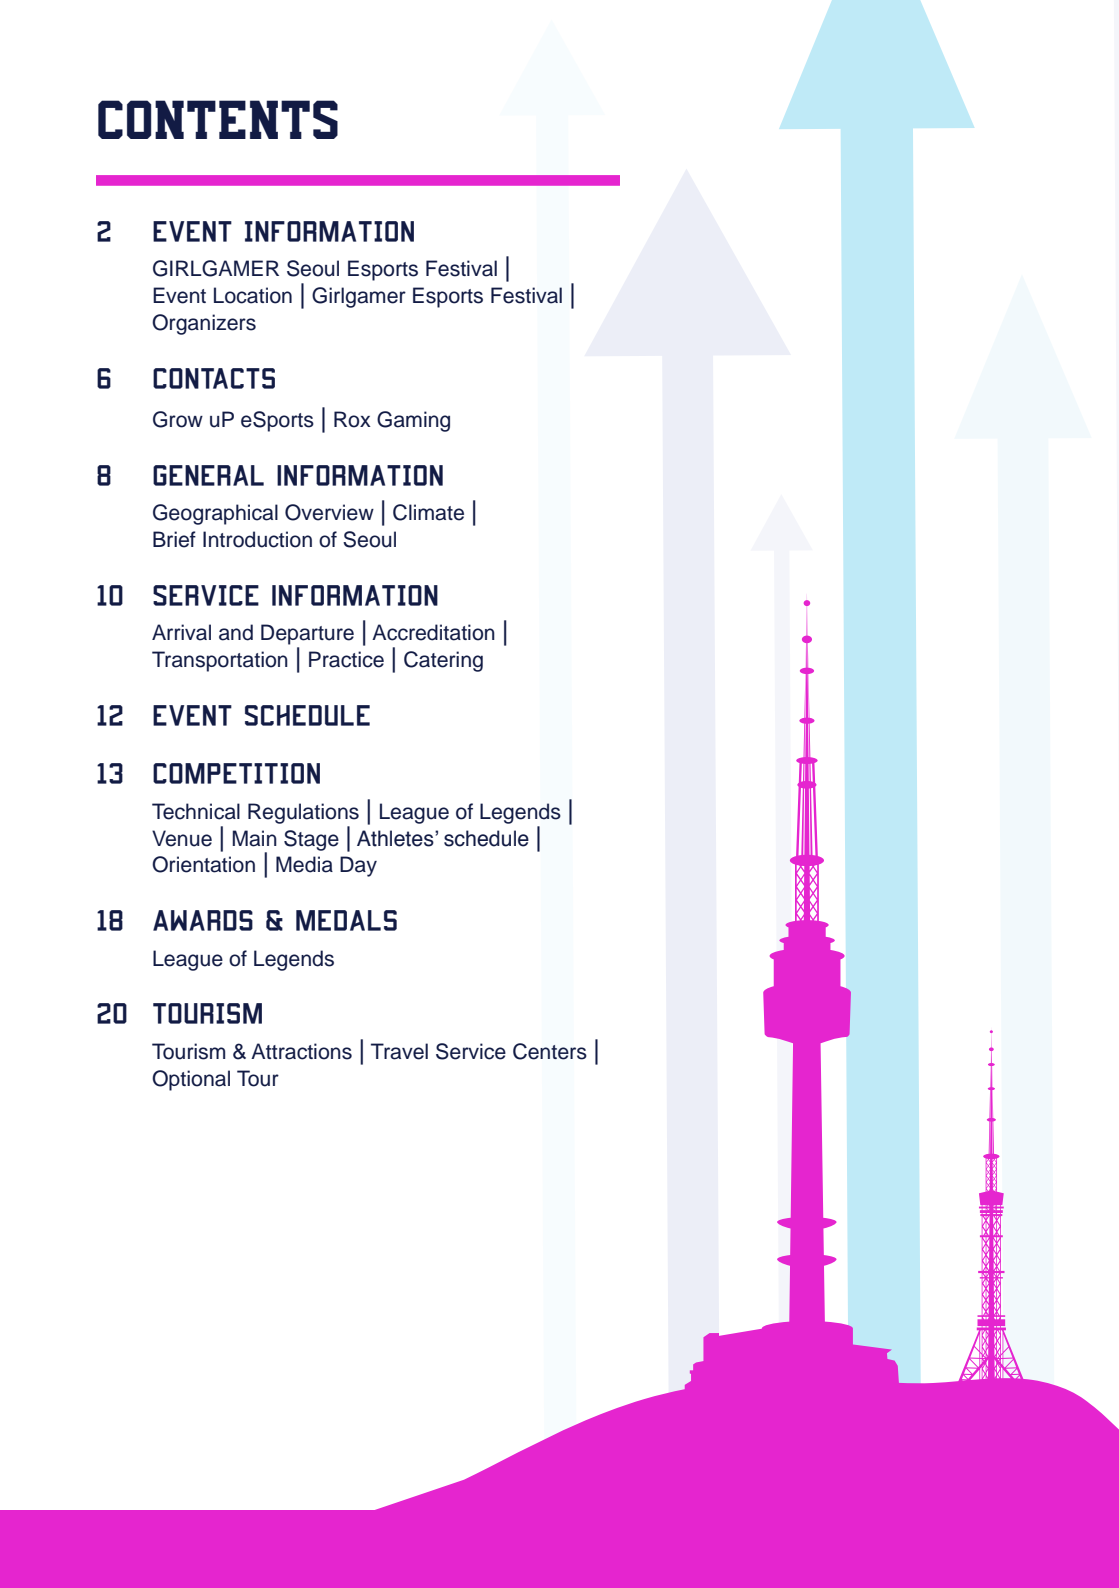 CONTENTS
2 EVENT INFORMATION
GIRLGAMER Seoul Esports Festival |
Event Location | Girlgamer Esports Festival |
Organizers
6 CONTACTS
Grow uP eSports | Rox Gaming
8 GENERAL INFORMATION
Geographical Overview | Climate |
Brief Introduction of Seoul
10 SERVICE INFORMATION
Arrival and Departure | Accreditation |
Transportation | Practice | Catering
12 EVENT SCHEDULE
13 COMPETITION
Technical Regulations | League of Legends |
Venue | Main Stage | Athletes’ schedule |
Orientation | Media Day
18 AWARDS & MEDALS
League of Legends
20 TOURISM
Tourism & Attractions | Travel Service Centers |
Optional Tour